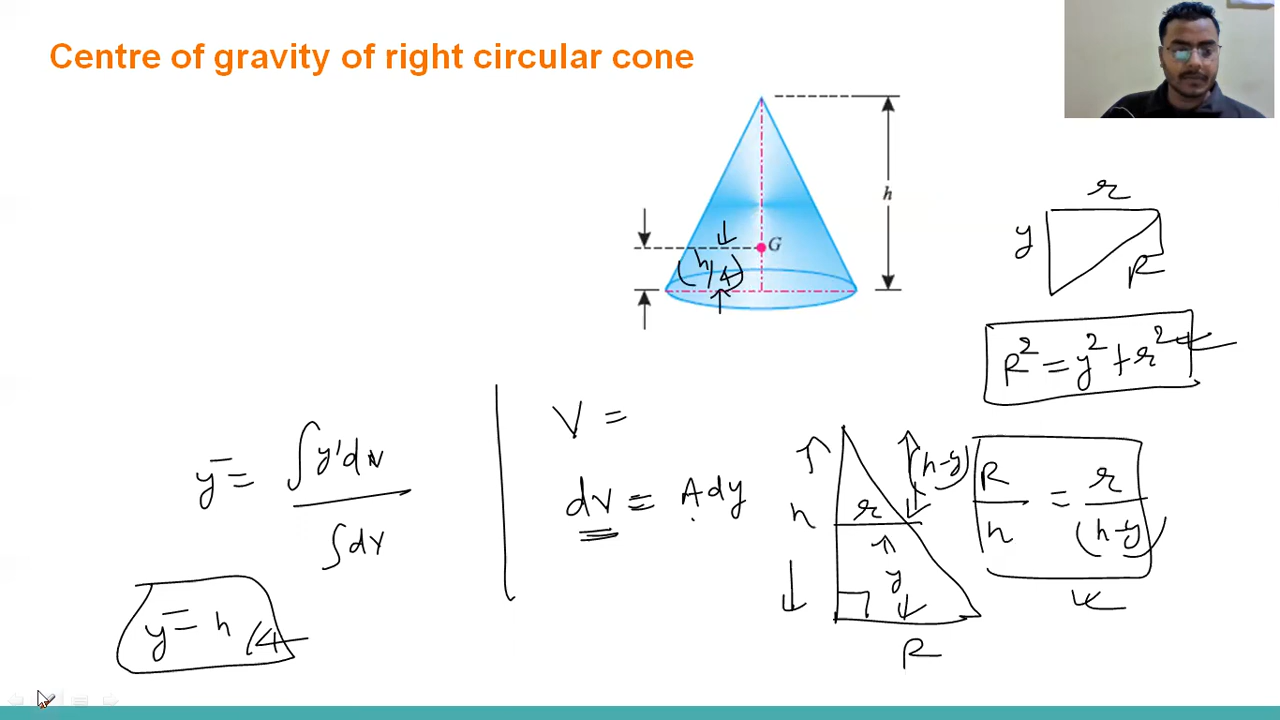 Centre of gravity of right circular cone
h
G
(h/4)
r
y
R
R² = y² + r²
ȳ = ∫y'dv / ∫dv
ȳ = h/4
V =
dv = A dy
h
r
(h-y)
y
R
R/h = r/(h-y)